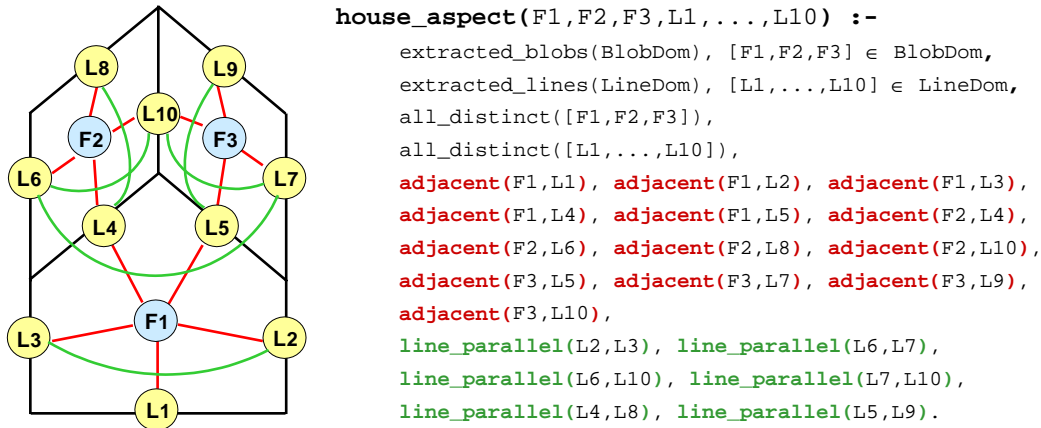 L8 L9
L10
F2 F3
L6 L7
L4 L5
F1
L3 L2
L1
house_aspect(F1,F2,F3,L1,...,L10) :-
extracted_blobs(BlobDom), [F1,F2,F3] ∈ BlobDom,
extracted_lines(LineDom), [L1,...,L10] ∈ LineDom,
all_distinct([F1,F2,F3]),
all_distinct([L1,...,L10]),
adjacent(F1,L1), adjacent(F1,L2), adjacent(F1,L3),
adjacent(F1,L4), adjacent(F1,L5), adjacent(F2,L4),
adjacent(F2,L6), adjacent(F2,L8), adjacent(F2,L10),
adjacent(F3,L5), adjacent(F3,L7), adjacent(F3,L9),
adjacent(F3,L10),
line_parallel(L2,L3), line_parallel(L6,L7),
line_parallel(L6,L10), line_parallel(L7,L10),
line_parallel(L4,L8), line_parallel(L5,L9).